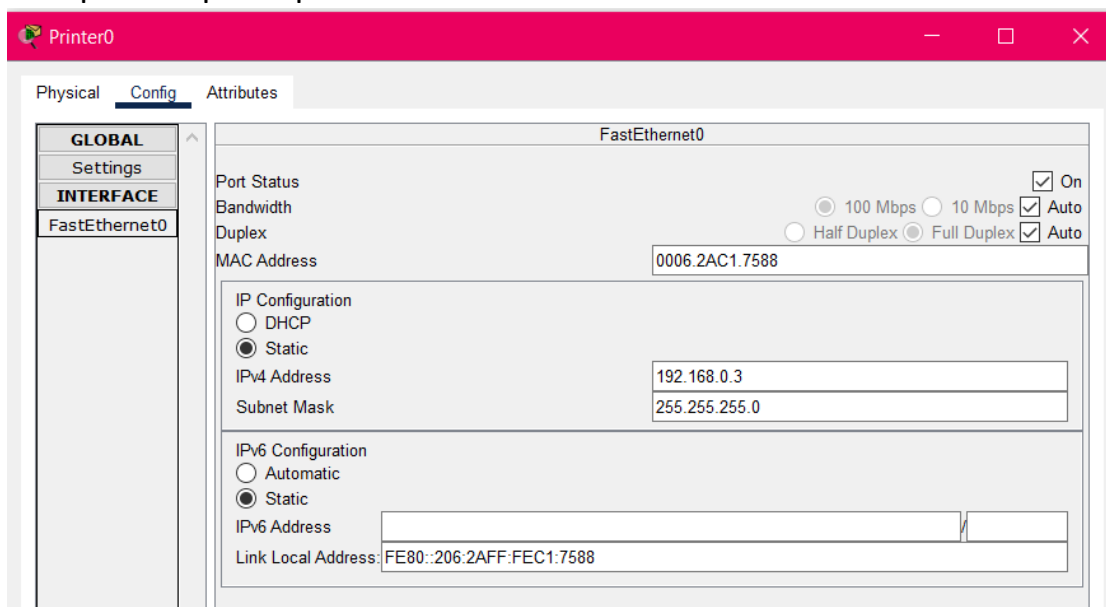 Printer0
Physical Config Attributes
GLOBAL
Settings
INTERFACE
FastEthernet0
FastEthernet0
Port Status On
Bandwidth 100 Mbps 10 Mbps Auto
Duplex Half Duplex Full Duplex Auto
MAC Address 0006.2AC1.7588
IP Configuration
DHCP
Static
IPv4 Address 192.168.0.3
Subnet Mask 255.255.255.0
IPv6 Configuration
Automatic
Static
IPv6 Address /
Link Local Address: FE80::206:2AFF:FEC1:7588